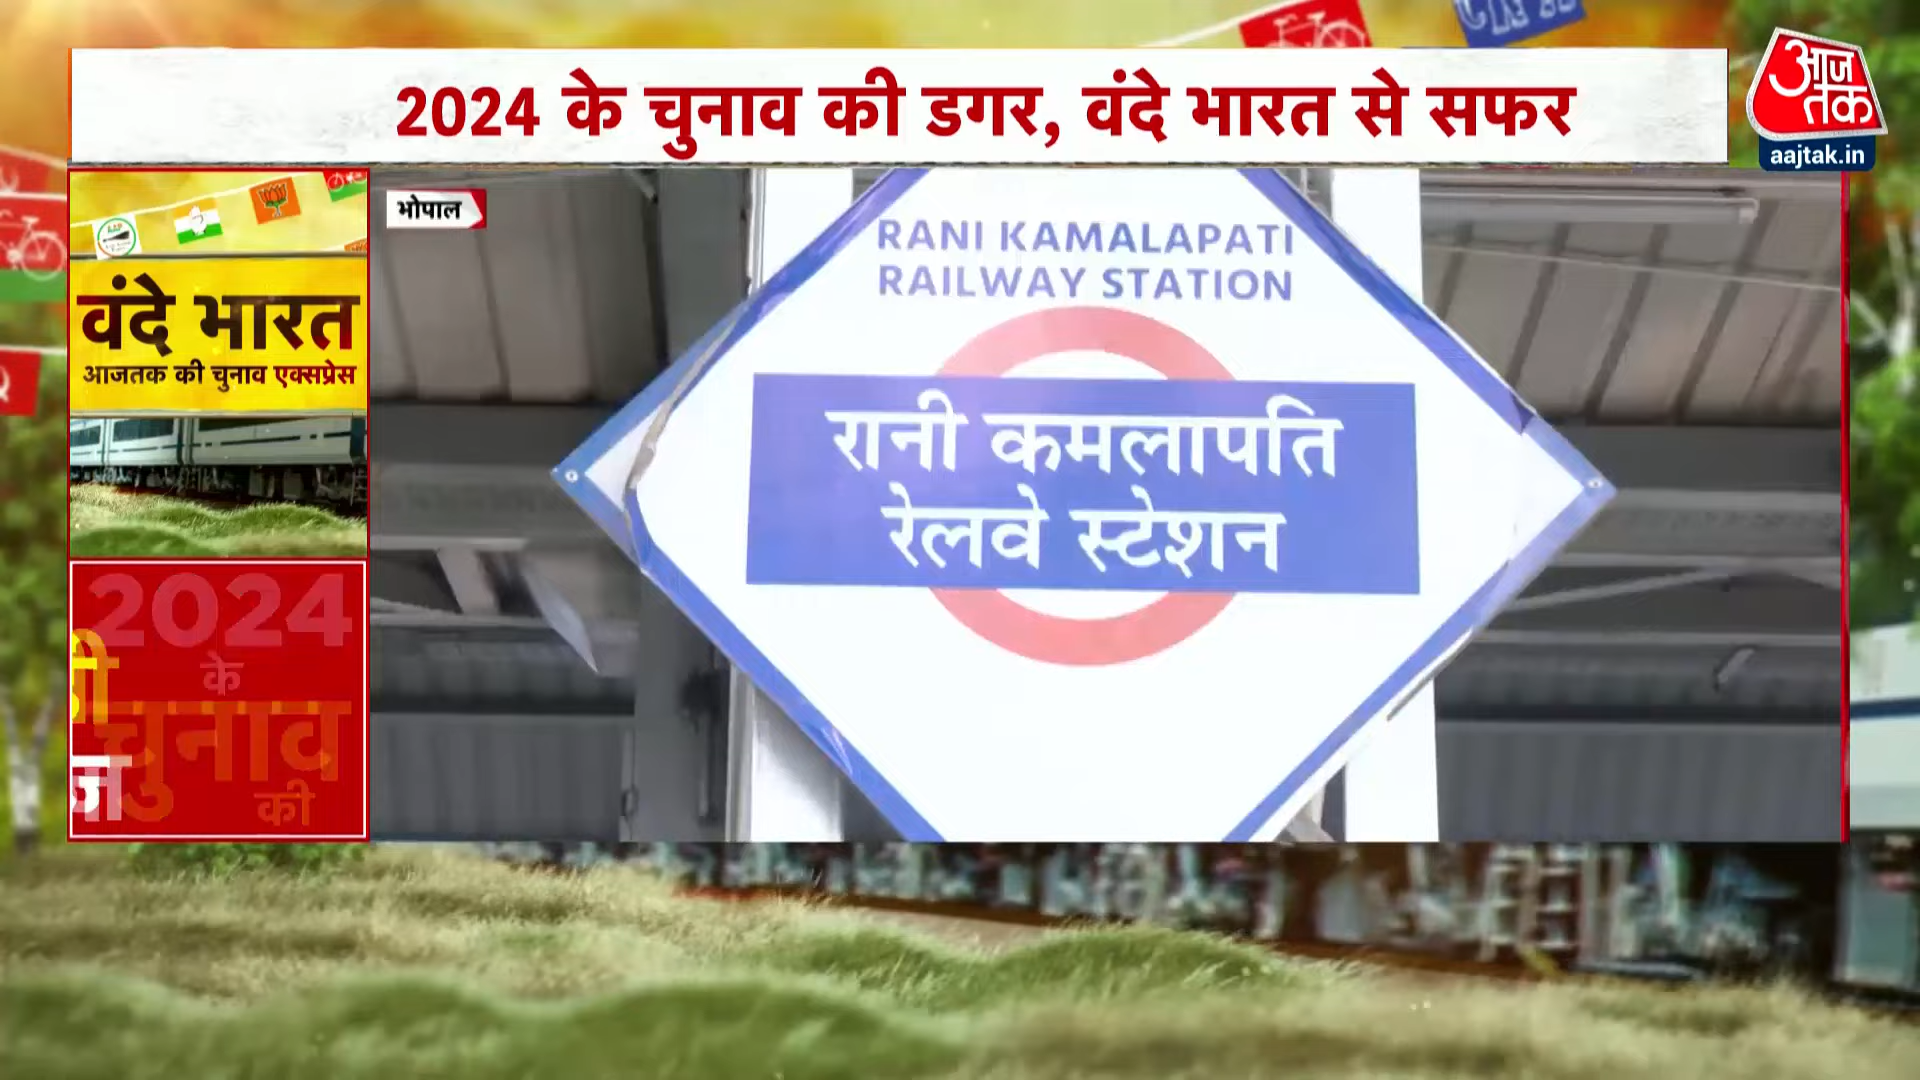 2024 के चुनाव की डगर, वंदे भारत से सफर
आज
तक
aajtak.in
भोपाल
वंदे भारत
आजतक की चुनाव एक्सप्रेस
2024
के
चुनाव
की
RANI KAMALAPATI
RAILWAY STATION
रानी कमलापति
रेलवे स्टेशन